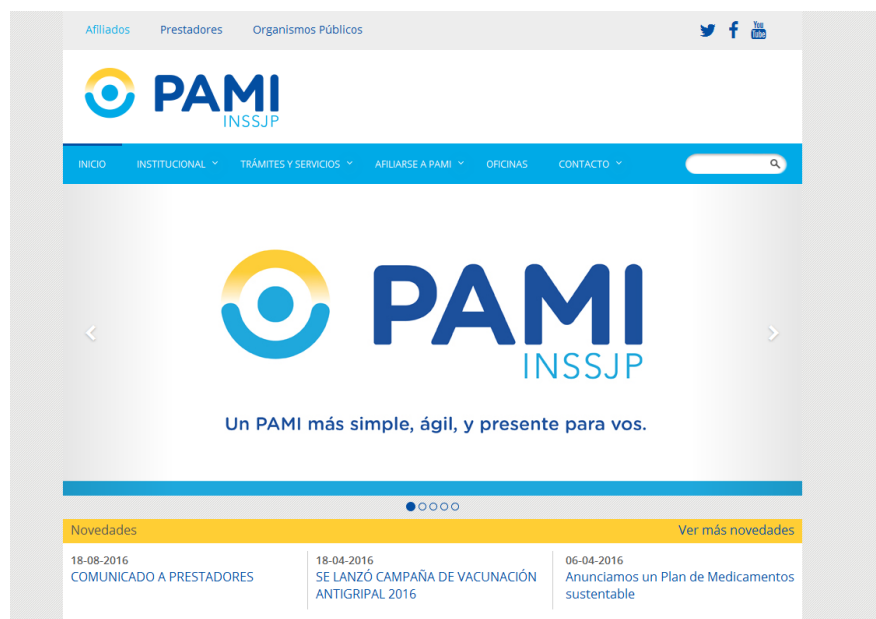 Afiliados Prestadores Organismos Públicos
You
Tube
PAMI
INSSJP
INICIO INSTITUCIONAL TRÁMITES Y SERVICIOS AFILIARSE A PAMI OFICINAS CONTACTO
PAMI
INSSJP
Un PAMI más simple, ágil, y presente para vos.
Novedades Ver más novedades
18-08-2016
COMUNICADO A PRESTADORES
18-04-2016
SE LANZÓ CAMPAÑA DE VACUNACIÓN
ANTIGRIPAL 2016
06-04-2016
Anunciamos un Plan de Medicamentos
sustentable